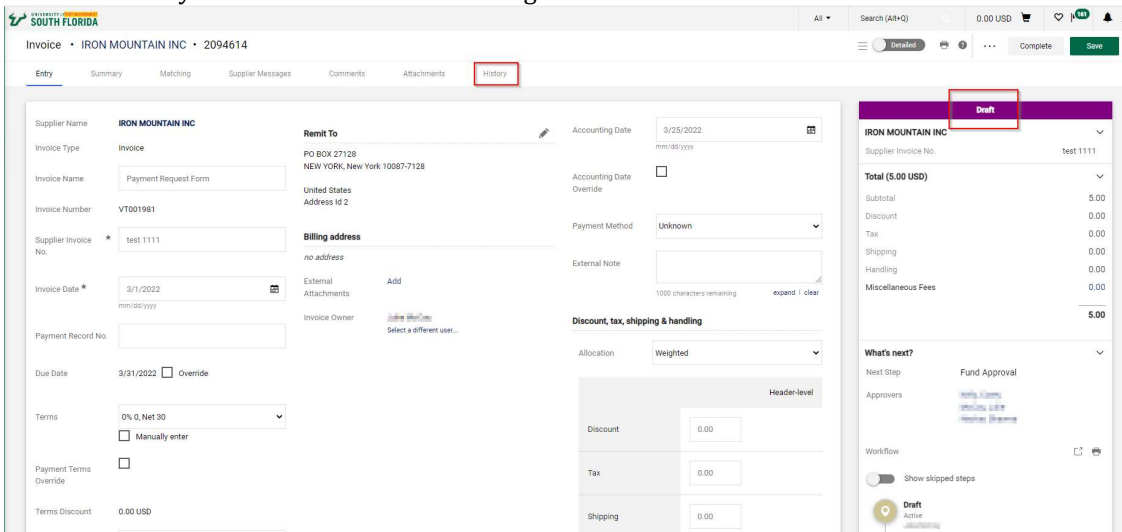 UNIVERSITY of
SOUTH FLORIDA
All
Search (Alt+Q)
0.00 USD
161
Invoice • IRON MOUNTAIN INC • 2094614
Detailed
Complete
Save
Entry
Summary
Matching
Supplier Messages
Comments
Attachments
History
Supplier Name
IRON MOUNTAIN INC
Invoice Type
Invoice
Invoice Name
Payment Request Form
Invoice Number
VT001981
Supplier Invoice *
No.
test 1111
Invoice Date *
3/1/2022
mm/dd/yyyy
Payment Record No.
Due Date
3/31/2022
Override
Terms
0% 0, Net 30
Manually enter
Payment Terms
Override
Terms Discount
0.00 USD
Remit To
PO BOX 27128
NEW YORK, New York 10087-7128
United States
Address Id 2
Billing address
no address
External
Attachments
Add
Invoice Owner
Select a different user...
Accounting Date
3/25/2022
mm/dd/yyyy
Accounting Date
Override
Payment Method
Unknown
External Note
1000 characters remaining
expand | clear
Discount, tax, shipping & handling
Allocation
Weighted
Header-level
Discount
0.00
Tax
0.00
Shipping
0.00
Draft
IRON MOUNTAIN INC
Supplier Invoice No.
test 1111
Total (5.00 USD)
Subtotal
5.00
Discount
0.00
Tax
0.00
Shipping
0.00
Handling
0.00
Miscellaneous Fees
0.00
5.00
What's next?
Next Step
Fund Approval
Approvers
Workflow
Show skipped steps
Draft
Active